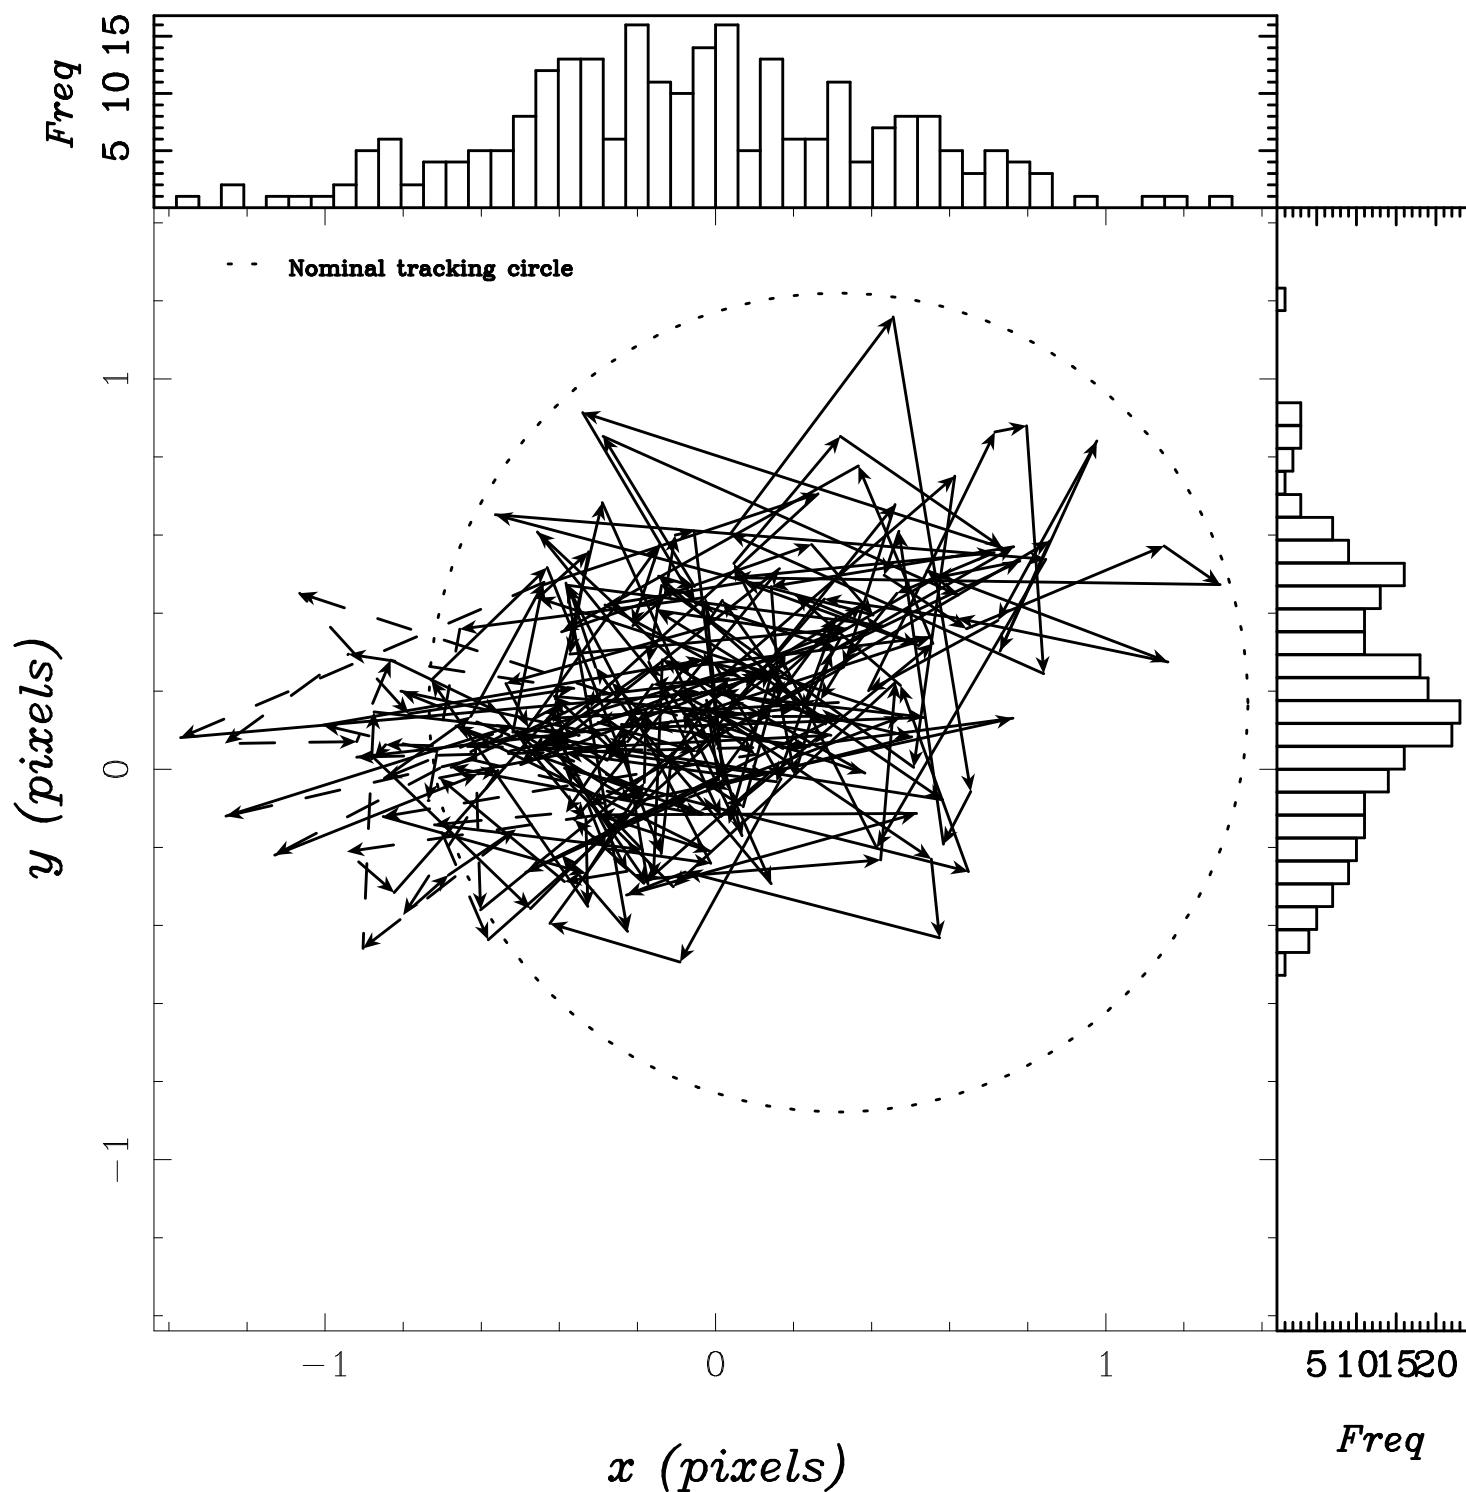 Freq
5 10 15
Nominal tracking circle
y (pixels)
1
0
−1
−1 0 1
5 10 15 20
x (pixels)
Freq